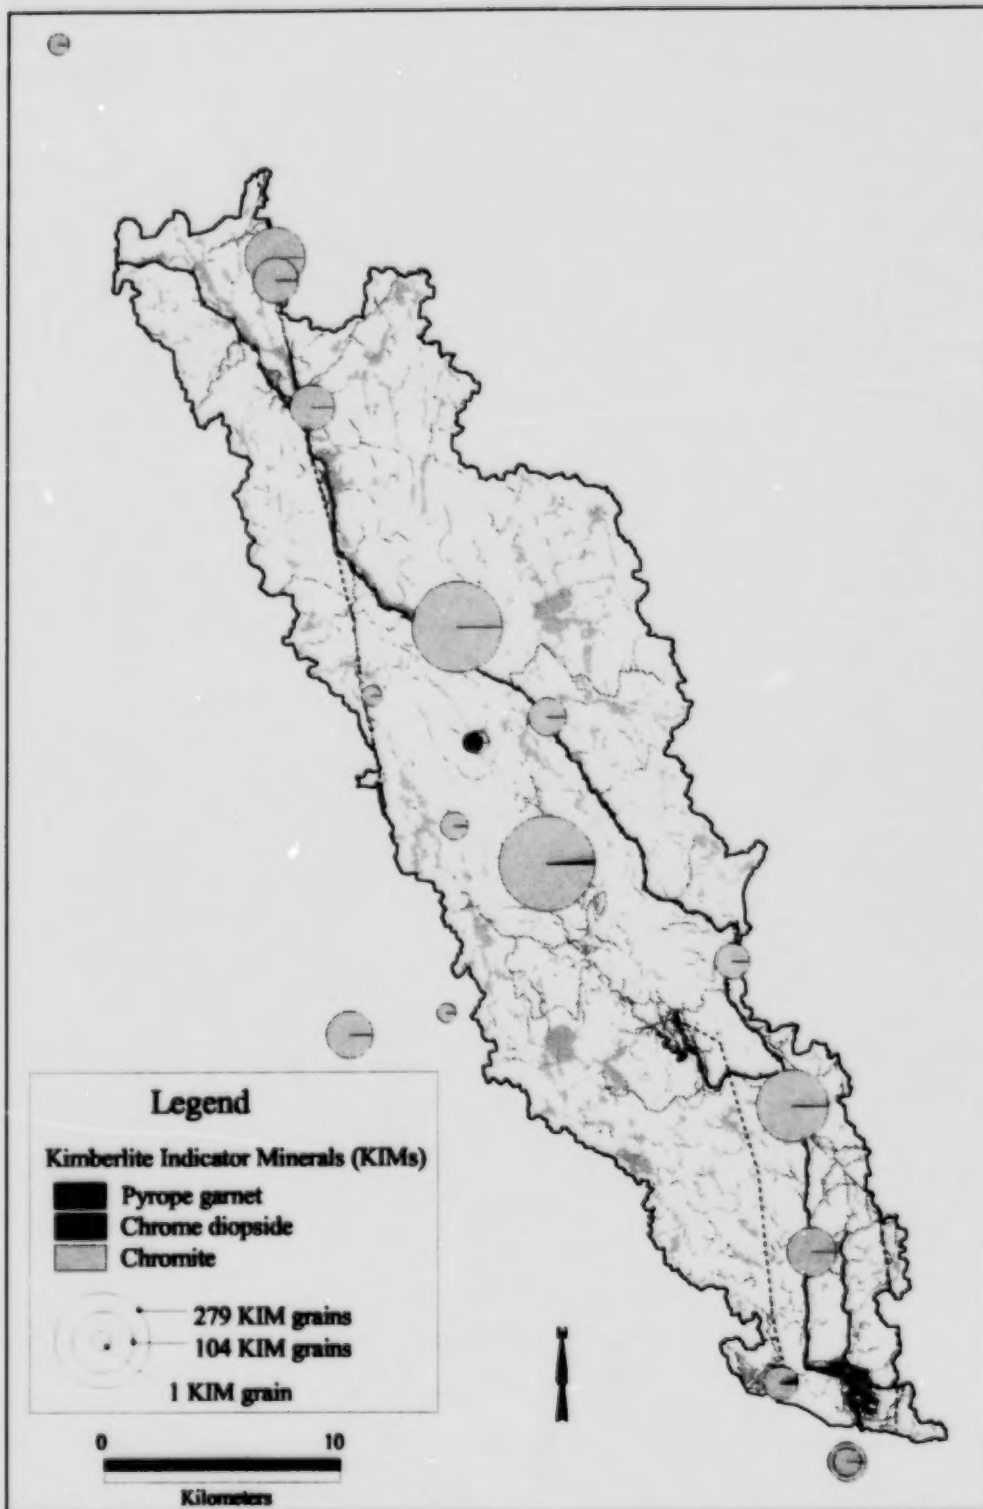 N
Legend
Kimberlite Indicator Minerals (KIMs)
Pyrope garnet
Chrome diopside
Chromite
279 KIM grains
104 KIM grains
1 KIM grain
0 10
Kilometers